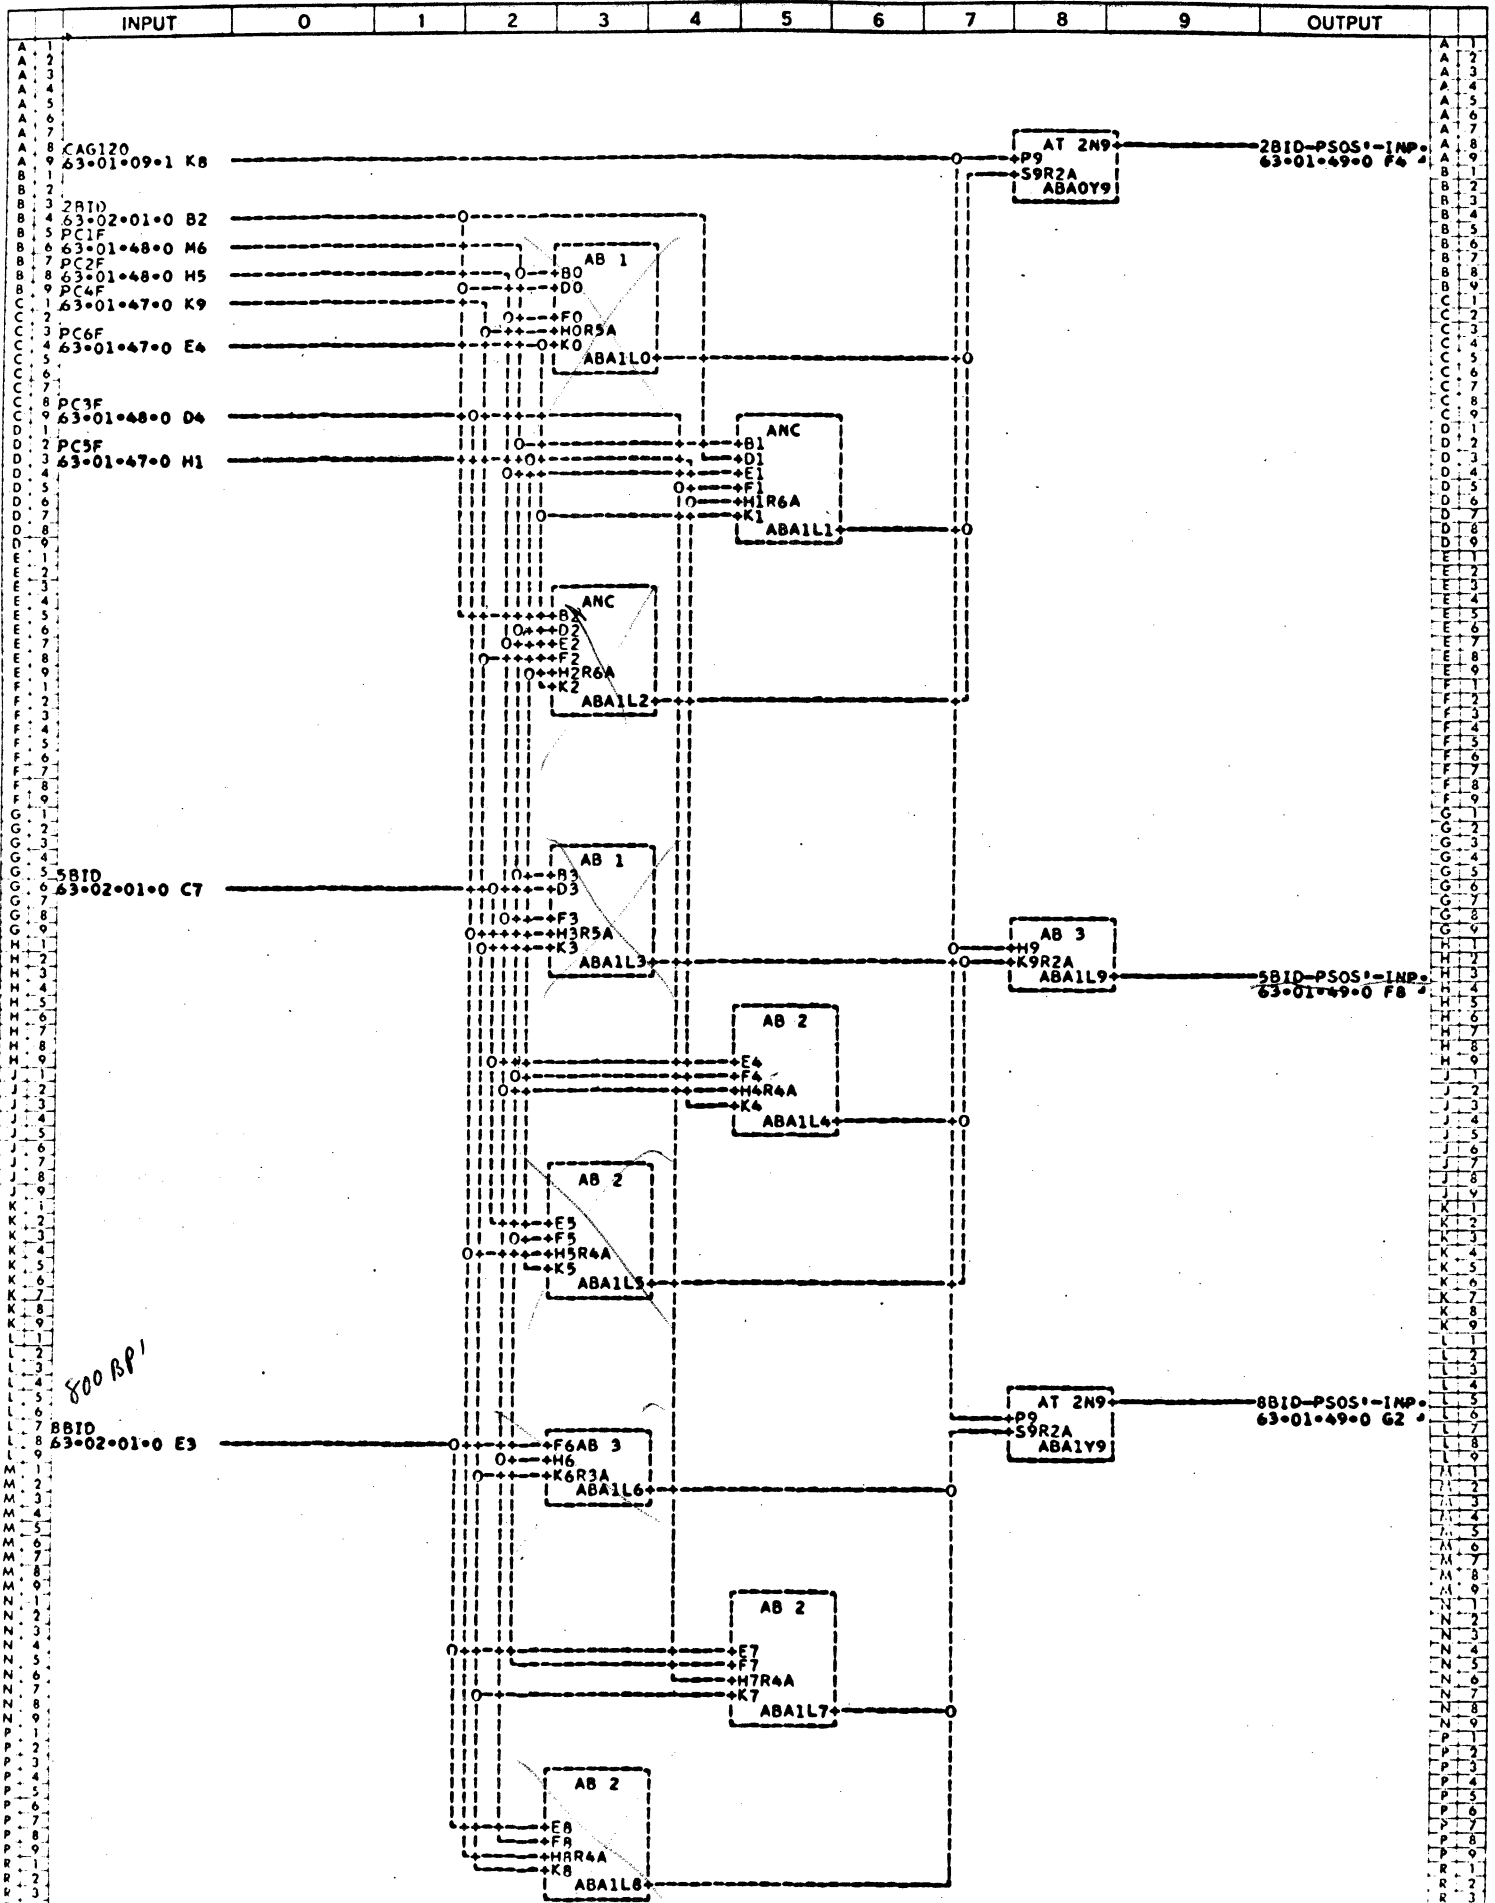 INPUT 0 1 2 3 4 5 6 7 8 9 OUTPUT
CAG120
63•01•09•1 K8
AT 2N9
P9
S9R2A
ABA0Y9
2BID-PSOS'-INP.
63•01•49•0 F4
2BID
63•02•01•0 B2
PC1F
63•01•48•0 M6
PC2F
63•01•48•0 H5
PC4F
63•01•47•0 K9
PC6F
63•01•47•0 E4
AB 1
B0
D0
F0
H0R5A
K0
ABA1L0
PC3F
63•01•48•0 D4
PC5F
63•01•47•0 H1
ANC
B1
D1
E1
F1
H1R6A
K1
ABA1L1
ANC
B2
D2
E2
F2
H2R6A
K2
ABA1L2
5BID
63•02•01•0 C7
AB 1
B3
D3
F3
H3R5A
K3
ABA1L3
AB 3
H9
K9R2A
ABA1L9
5BID-PSOS'-INP.
63•01•49•0 F8
AB 2
E4
F4
H4R4A
K4
ABA1L4
AB 2
E5
F5
H5R4A
K5
ABA1L5
800 BPI
8BID
63•02•01•0 E3
AT 2N9
P9
S9R2A
ABA1Y9
8BID-PSOS'-INP.
63•01•49•0 G2
F6AB 3
H6
K6R3A
ABA1L6
AB 2
E7
F7
H7R4A
K7
ABA1L7
AB 2
E8
F8
H8R4A
K8
ABA1L8